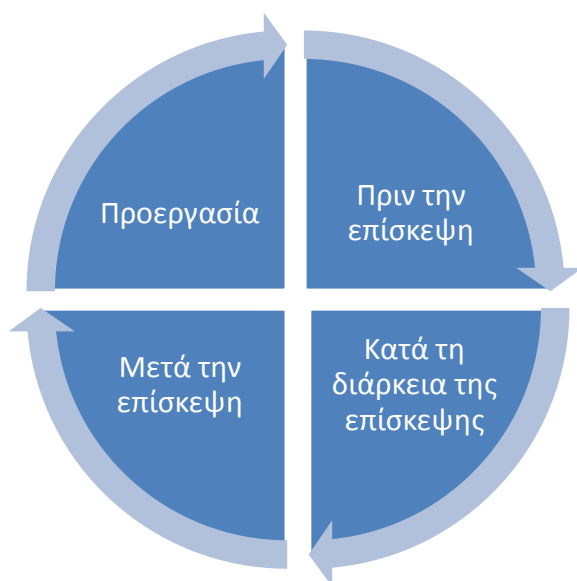 Προεργασία
Πριν την
επίσκεψη
Κατά τη
διάρκεια της
επίσκεψης
Μετά την
επίσκεψη